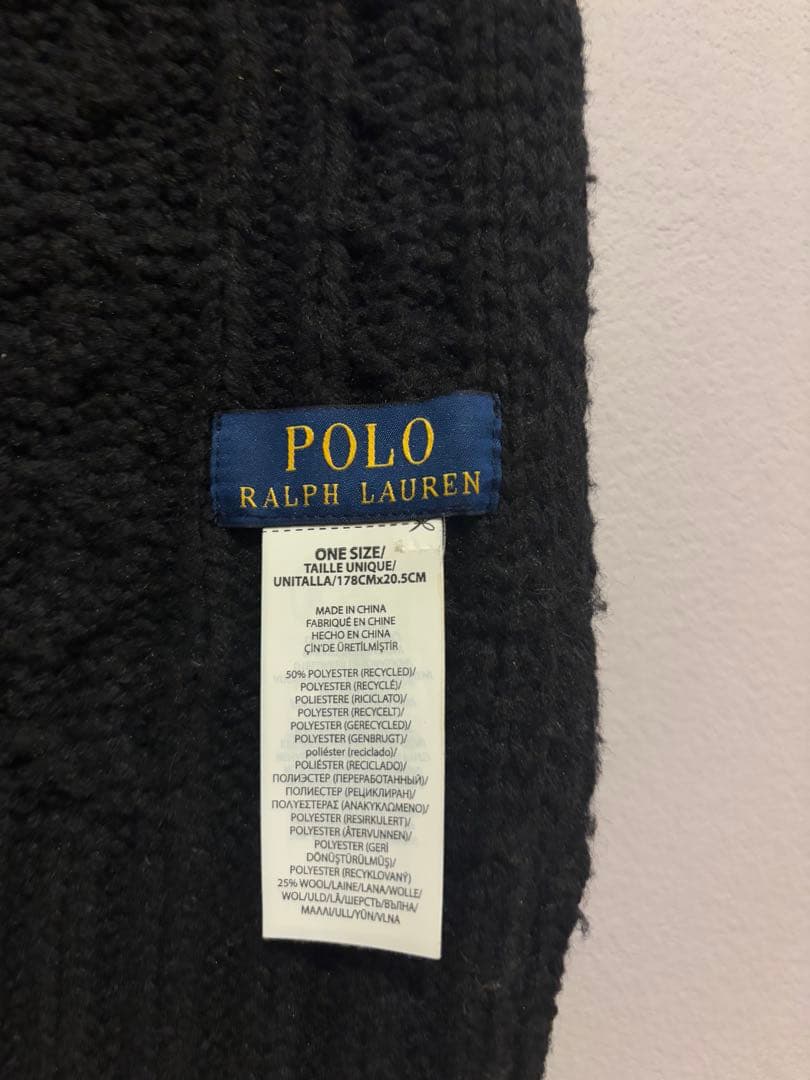 POLO
RALPH LAUREN
ONE SIZE/
TAILLE UNIQUE/
UNITALLA/178CMx20.5CM
MADE IN CHINA
FABRIQUÉ EN CHINE
HECHO EN CHINA
ÇİN'DE ÜRETİLMİŞTİR
50% POLYESTER (RECYCLED)/
POLYESTER (RECYCLÉ)/
POLIESTERE (RICICLATO)/
POLYESTER (RECYCELT)/
POLYESTER (GERECYCLED)/
POLYESTER (GENBRUGT)/
poliéster (reciclado)/
POLIÉSTER (RECICLADO)/
ПОЛИЭСТЕР (ПЕРЕРАБОТАННЫЙ)/
ПОЛИЕСТЕР (РЕЦИКЛИРАН)/
ΠΟΛΥΕΣΤΕΡΑΣ (ΑΝΑΚΥΚΛΩΜΕΝΟ)/
POLYESTER (RESIRKULERT)/
POLYESTER (ÅTERVUNNEN)/
POLYESTER (GERİ
DÖNÜŞTÜRÜLMÜŞ)/
POLYESTER (RECYKLOVANÝ)
25% WOOL/LAINE/LANA/WOLLE/
WOL/ULD/LÃ/ШЕРСТЬ/ВЪЛНА/
ΜΑΛΛΙ/ULL/YÜN/VLNA